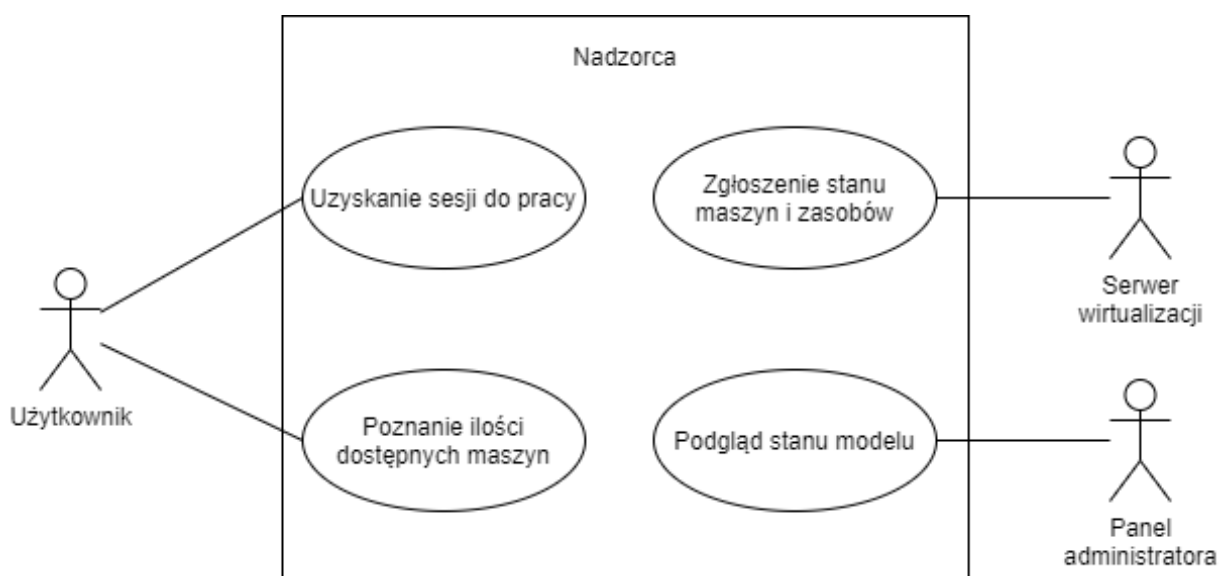 Nadzorca
Uzyskanie sesji do pracy
Zgłoszenie stanu
maszyn i zasobów
Serwer
wirtualizacji
Użytkownik
Poznanie ilości
dostępnych maszyn
Podgląd stanu modelu
Panel
administratora